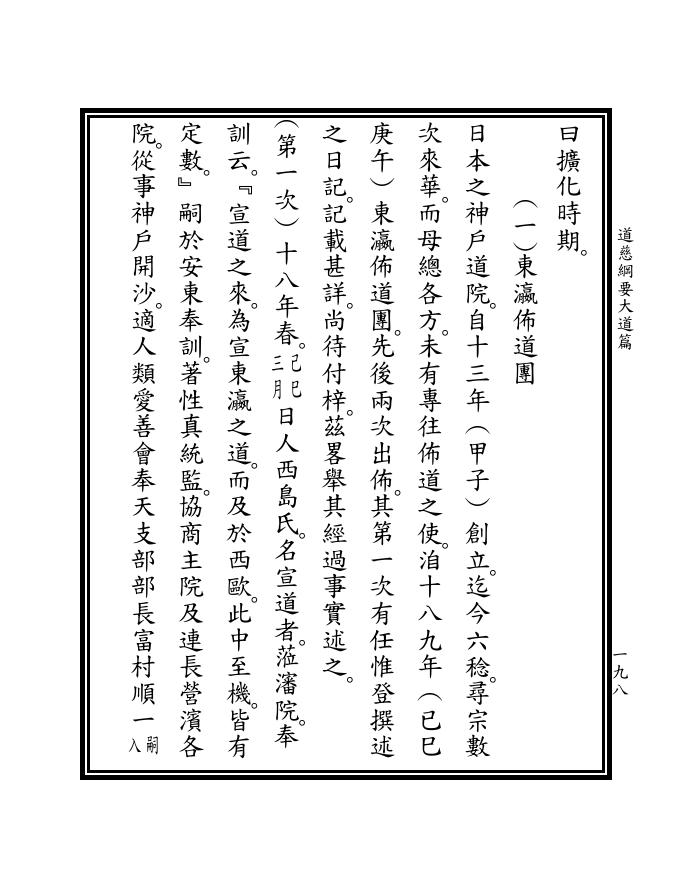 道慈綱要大道篇
一九八
曰擴化時期。
(一)東瀛佈道團
日本之神戶道院。自十三年(甲子)創立。迄今六稔。尋宗數
次來華。而母總各方。未有專往佈道之使。洎十八九年(已巳
庚午)東瀛佈道團。先後兩次出佈。其第一次有任惟登撰述
之日記。記載甚詳。尚待付梓。茲畧舉其經過事實述之。
(第一次)十八年春。己巳三月日人西島氏。名宣道者。蒞瀋院。奉
訓云。『宣道之來。為宣東瀛之道。而及於西歐。此中至機。皆有
定數。』嗣於安東奉訓。著性真統監。協商主院及連長營濱各
院。從事神戶開沙。適人類愛善會奉天支部部長富村順一嗣入